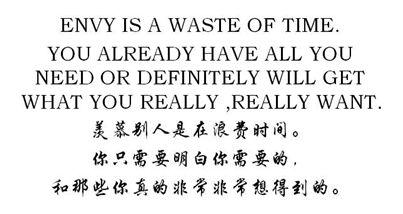 ENVY IS A WASTE OF TIME.
YOU ALREADY HAVE ALL YOU
NEED OR DEFINITELY WILL GET
WHAT YOU REALLY ,REALLY WANT.
羡慕别人是在浪费时间。
你只需要明白你需要的，
和那些你真的非常非常想得到的。